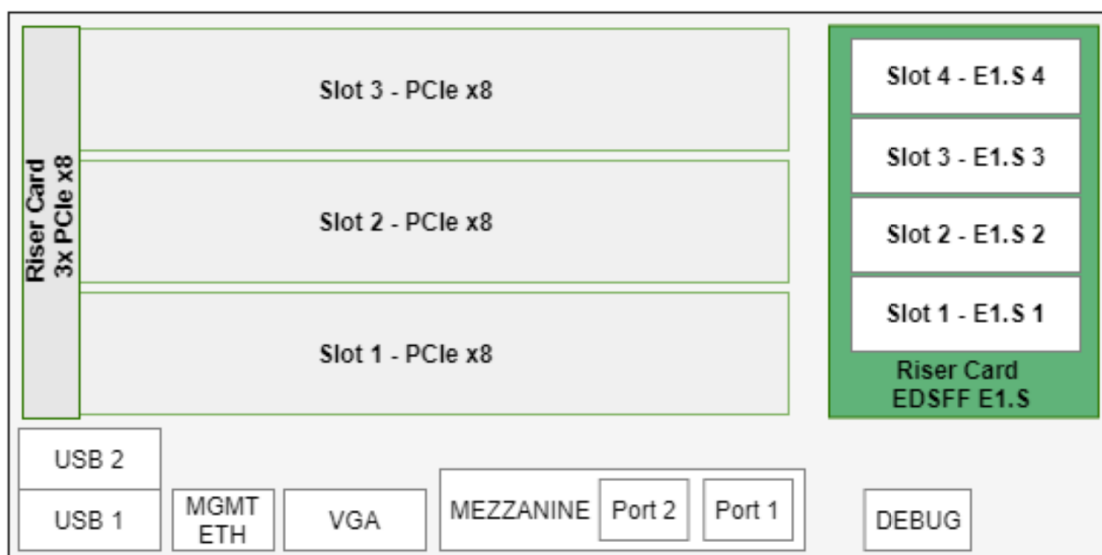 Riser Card
3x PCIe x8
Slot 3 - PCIe x8
Slot 2 - PCIe x8
Slot 1 - PCIe x8
Slot 4 - E1.S 4
Slot 3 - E1.S 3
Slot 2 - E1.S 2
Slot 1 - E1.S 1
Riser Card
EDSFF E1.S
USB 2
USB 1
MGMT
ETH
VGA
MEZZANINE
Port 2
Port 1
DEBUG